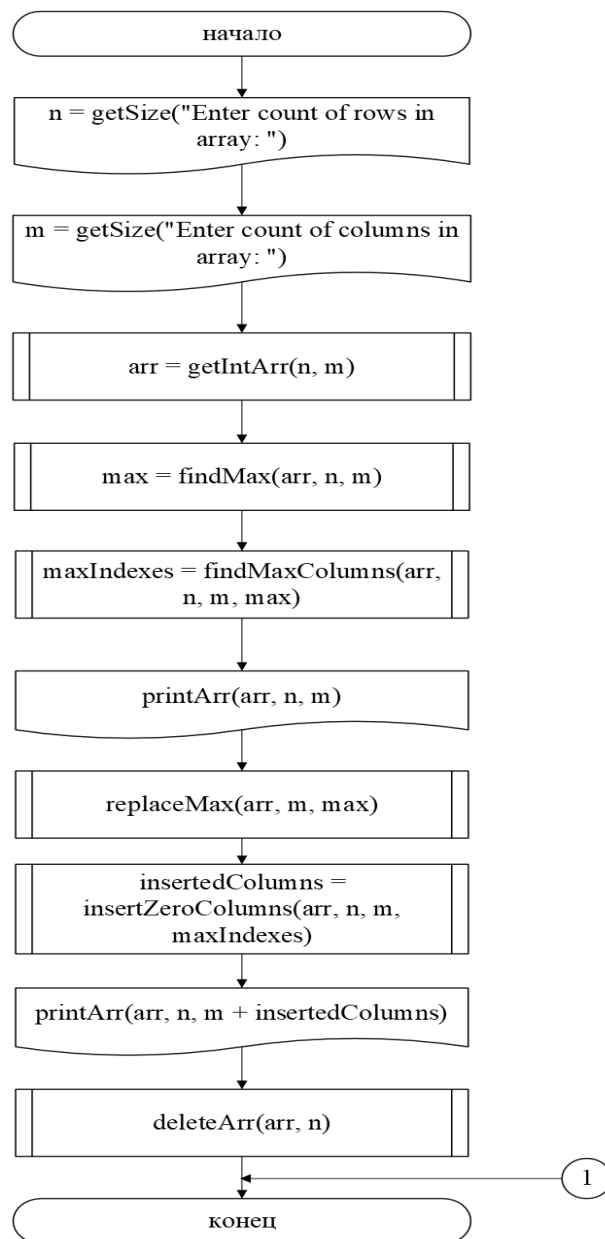 начало
n = getSize("Enter count of rows in
array: ")
m = getSize("Enter count of columns in
array: ")
arr = getIntArr(n, m)
max = findMax(arr, n, m)
maxIndexes = findMaxColumns(arr,
n, m, max)
printArr(arr, n, m)
replaceMax(arr, m, max)
insertedColumns =
insertZeroColumns(arr, n, m,
maxIndexes)
printArr(arr, n, m + insertedColumns)
deleteArr(arr, n)
1
конец